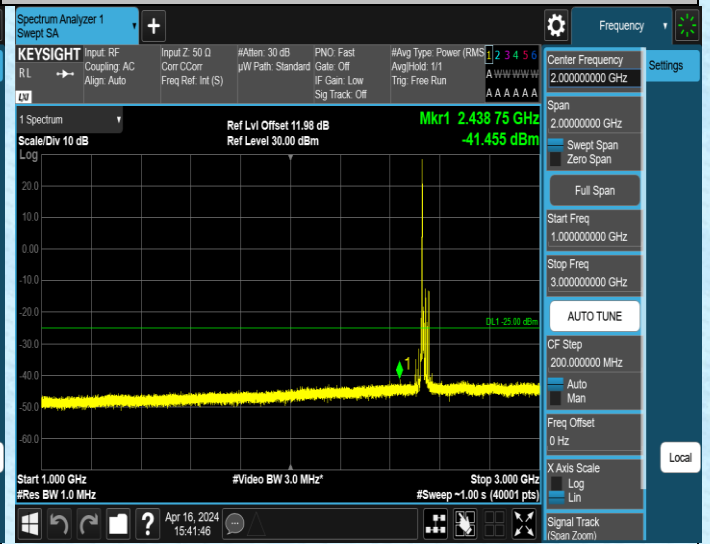 Spectrum Analyzer 1
Swept SA
Frequency
KEYSIGHT
RL
LXI
Input: RF
Coupling: AC
Align: Auto
Input Z: 50 Ω
Corr CCorr
Freq Ref: Int (S)
#Atten: 30 dB
µW Path: Standard
PNO: Fast
Gate: Off
IF Gain: Low
Sig Track: Off
#Avg Type: Power (RMS
Avg|Hold: 1/1
Trig: Free Run
1 2 3 4 5 6
A W W W W W
A A A A A A
1 Spectrum
Scale/Div 10 dB
Log
Ref Lvl Offset 11.98 dB
Ref Level 30.00 dBm
Mkr1 2.438 75 GHz
-41.455 dBm
20.0
10.0
0.00
-10.0
-20.0
DL1 -25.00 dBm
-30.0
1
-40.0
-50.0
-60.0
Start 1.000 GHz
#Res BW 1.0 MHz
#Video BW 3.0 MHz*
Stop 3.000 GHz
#Sweep ~1.00 s (40001 pts)
?
Apr 16, 2024
15:41:46
Center Frequency
2.000000000 GHz
Span
2.00000000 GHz
Swept Span
Zero Span
Full Span
Start Freq
1.000000000 GHz
Stop Freq
3.000000000 GHz
AUTO TUNE
CF Step
200.000000 MHz
Auto
Man
Freq Offset
0 Hz
X Axis Scale
Log
Lin
Signal Track
(Span Zoom)
Settings
Local